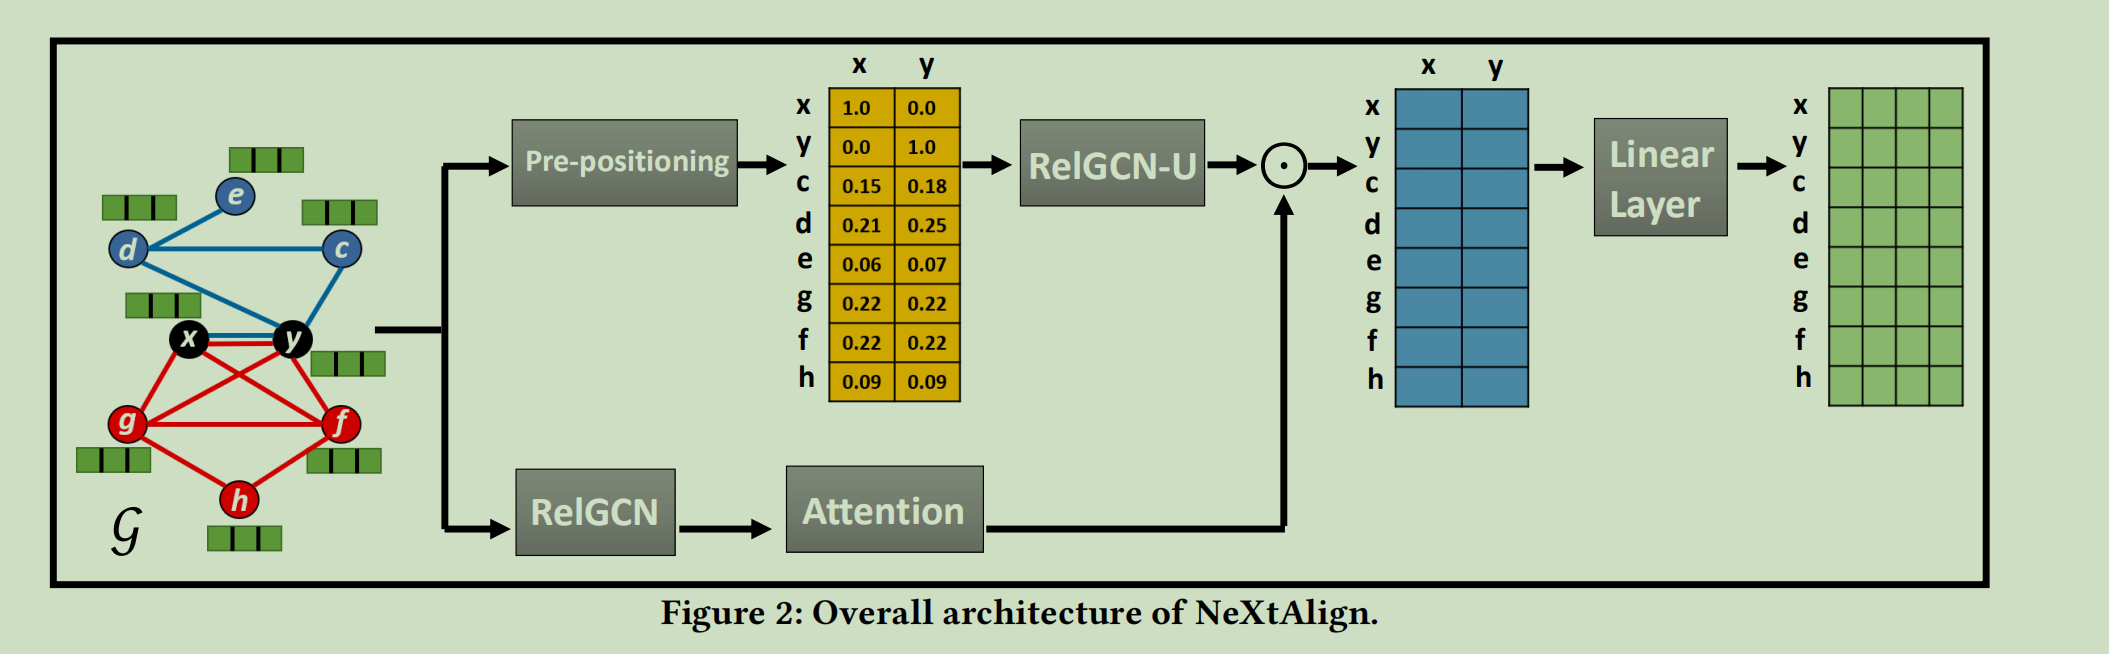 e
d
c
x
y
g
f
h
𝒢
Pre-positioning
x y
x 1.0 0.0
y 0.0 1.0
c 0.15 0.18
d 0.21 0.25
e 0.06 0.07
g 0.22 0.22
f 0.22 0.22
h 0.09 0.09
RelGCN-U
RelGCN
Attention
x y
x
y
c
d
e
g
f
h
Linear
Layer
x
y
c
d
e
g
f
h
Figure 2: Overall architecture of NeXtAlign.